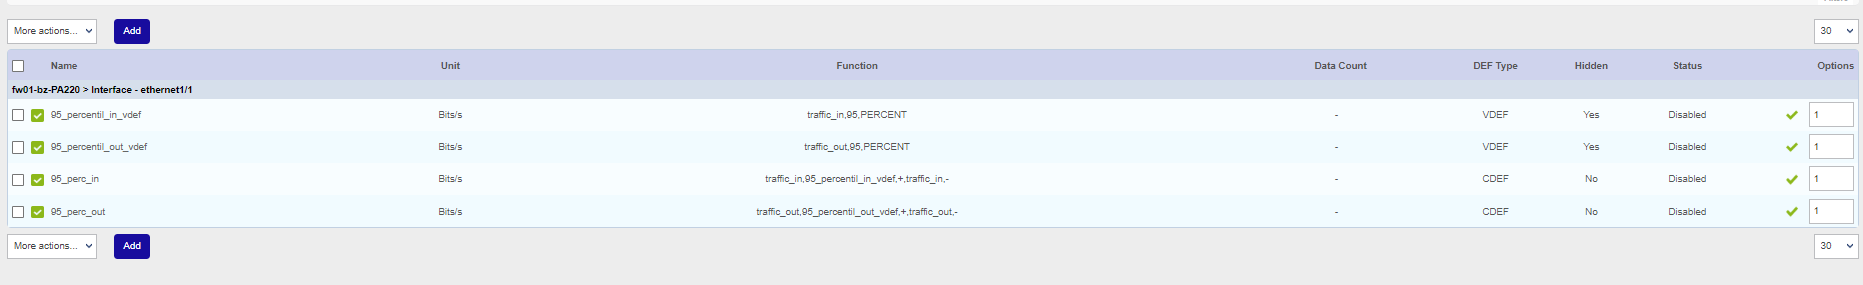 More actions... Add 30
Name Unit Function Data Count DEF Type Hidden Status Options
fw01-bz-PA220 > Interface - ethernet1/1
95_percentil_in_vdef Bits/s traffic_in,95,PERCENT - VDEF Yes Disabled 1
95_percentil_out_vdef Bits/s traffic_out,95,PERCENT - VDEF Yes Disabled 1
95_perc_in Bits/s traffic_in,95_percentil_in_vdef,+,traffic_in,- - CDEF No Disabled 1
95_perc_out Bits/s traffic_out,95_percentil_out_vdef,+,traffic_out,- - CDEF No Disabled 1
More actions... Add 30